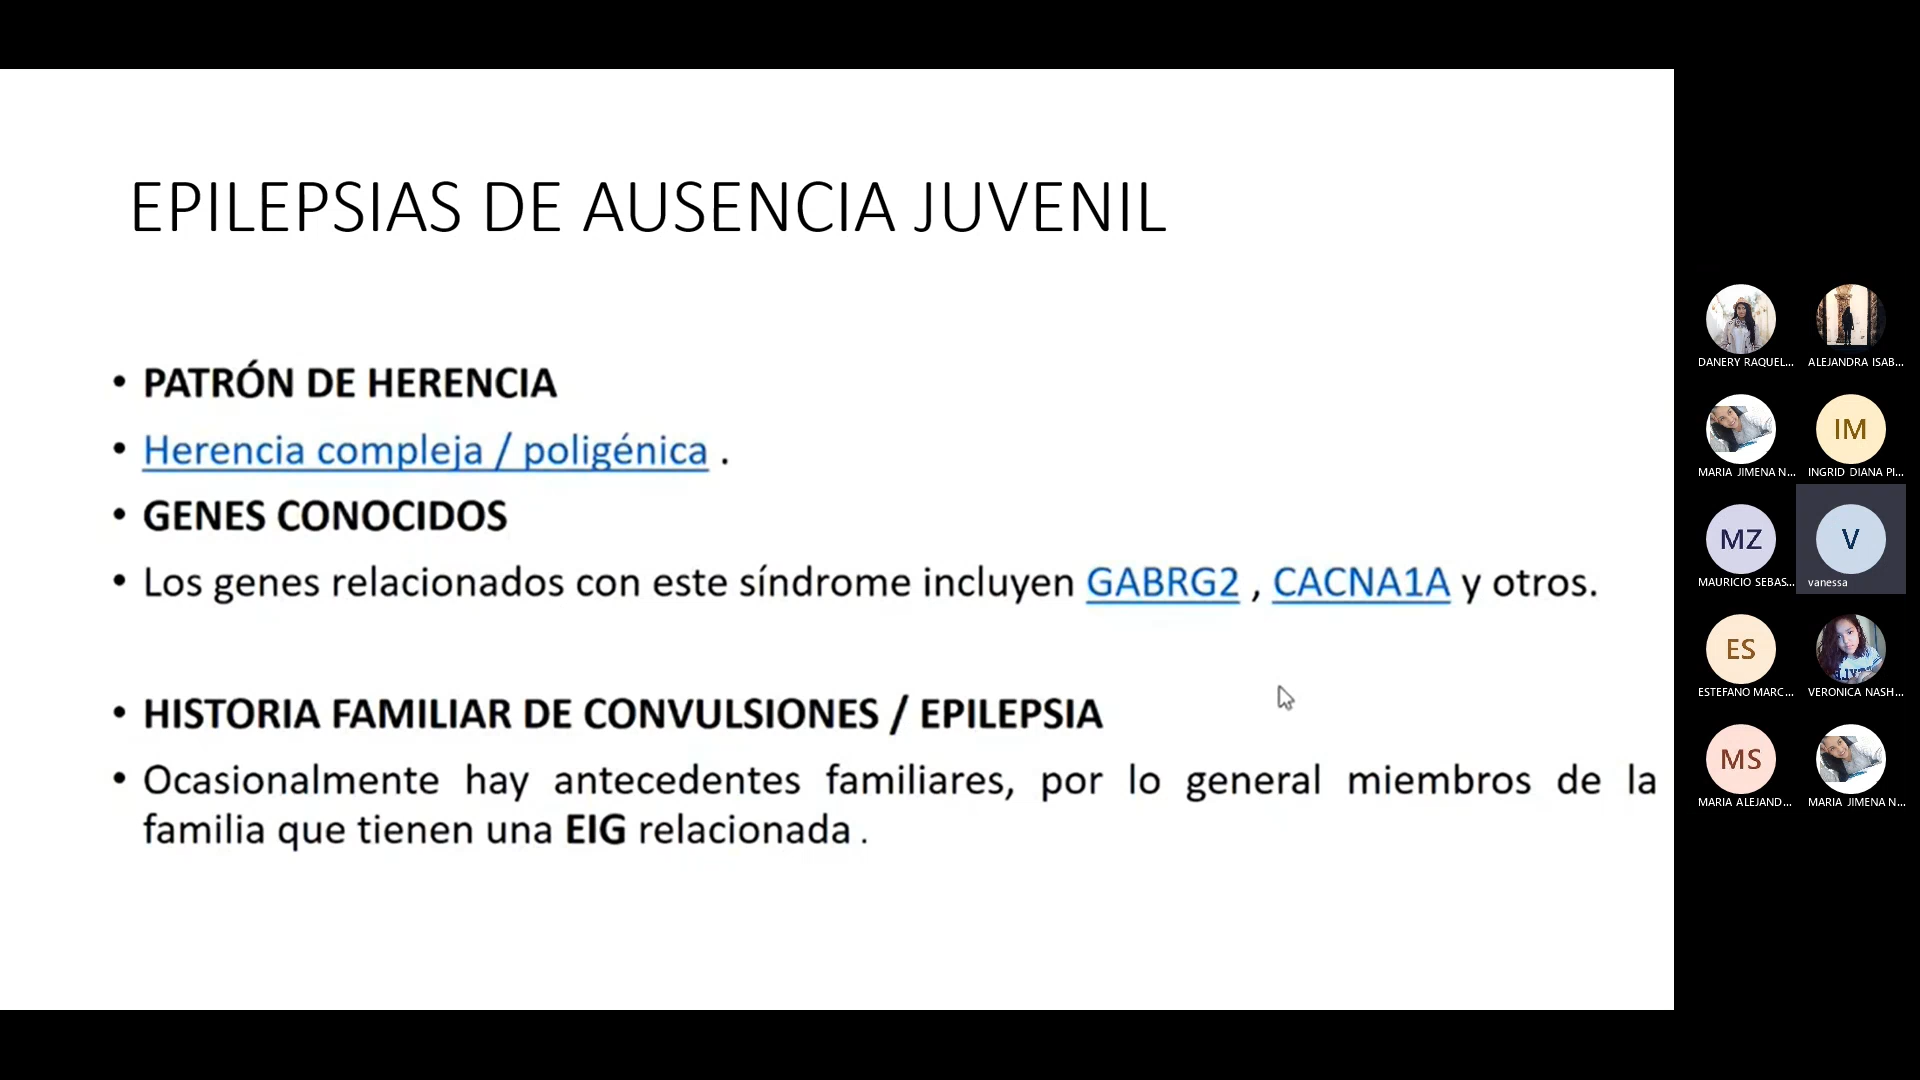 EPILEPSIAS DE AUSENCIA JUVENIL
• PATRÓN DE HERENCIA
• Herencia compleja / poligénica .
• GENES CONOCIDOS
• Los genes relacionados con este síndrome incluyen GABRG2 , CACNA1A y otros.
• HISTORIA FAMILIAR DE CONVULSIONES / EPILEPSIA
• Ocasionalmente hay antecedentes familiares, por lo general miembros de la
familia que tienen una EIG relacionada .
DANERY RAQUEL...
ALEJANDRA ISAB...
MARIA JIMENA N...
IM
INGRID DIANA PI...
MZ
MAURICIO SEBAS...
V
vanessa
ES
ESTEFANO MARC...
VERONICA NASH...
MS
MARIA ALEJAND...
MARIA JIMENA N...